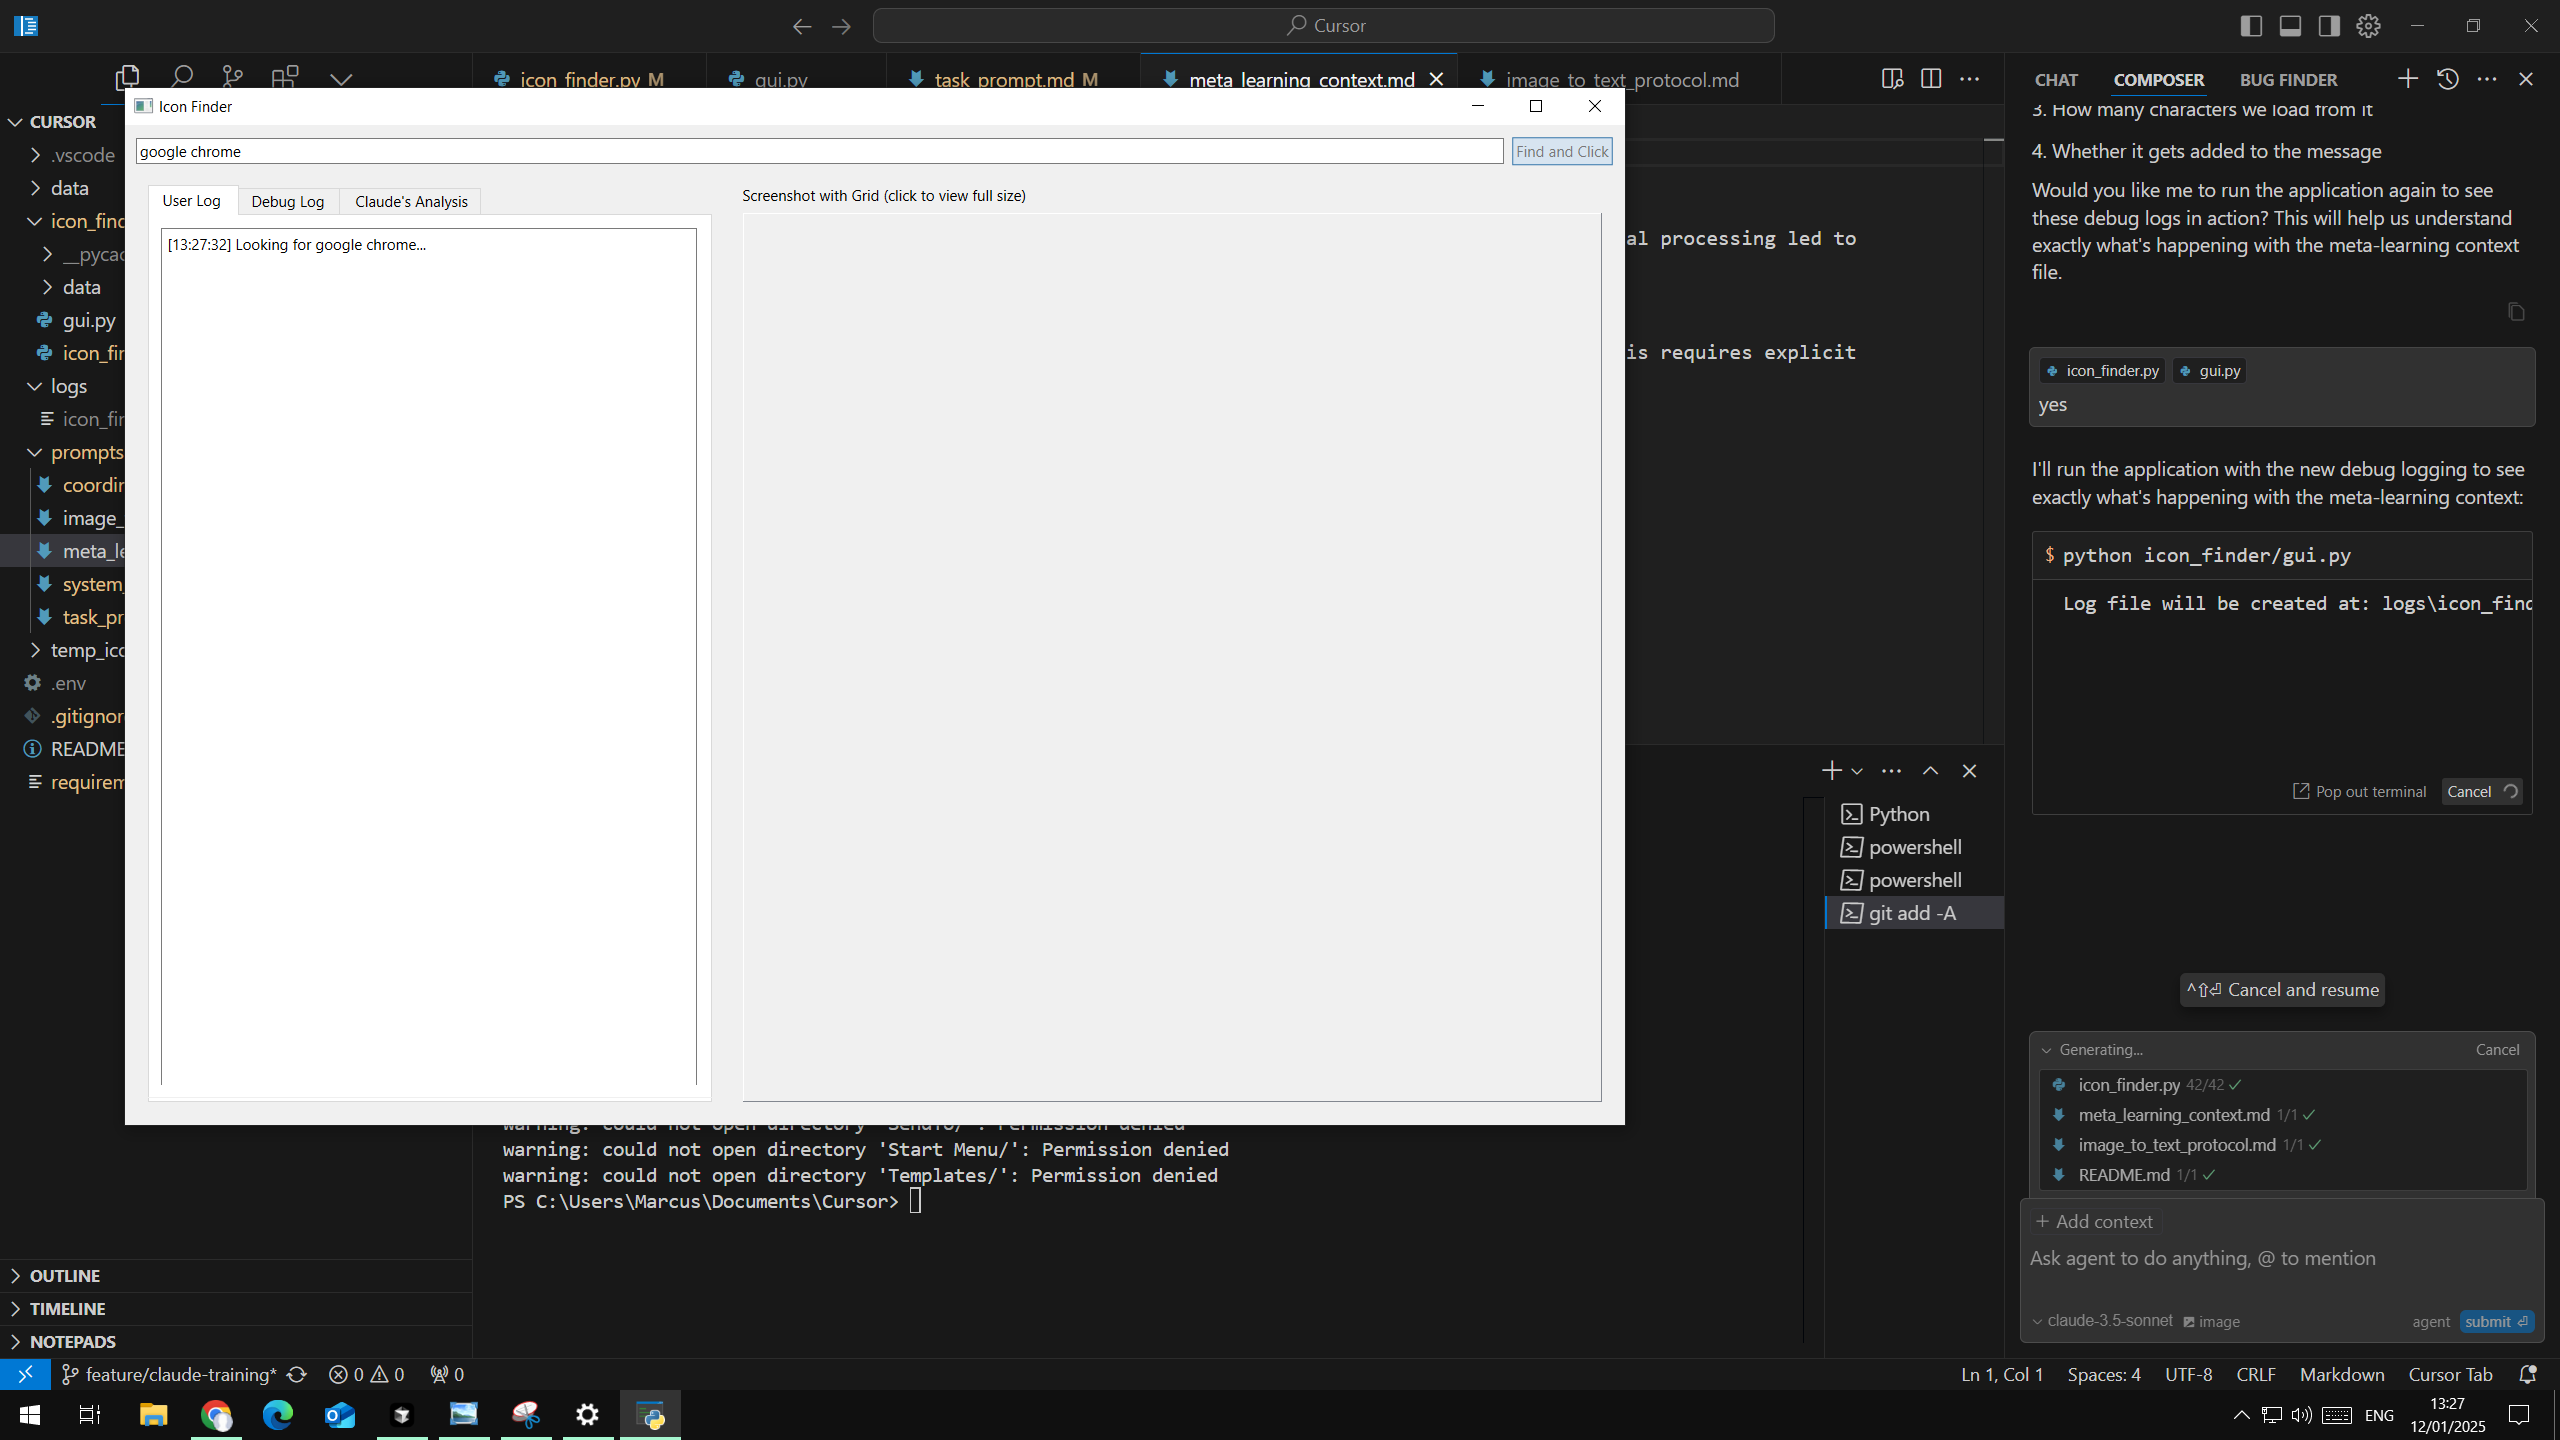 Cursor
icon_finder.py M
gui.py
task_prompt.md M
meta_learning_context.md
image_to_text_protocol.md
CHAT
COMPOSER
BUG FINDER
CURSOR
.vscode
data
icon_find
__pycac
data
gui.py
icon_fir
logs
icon_fir
prompts
coordir
image_
meta_le
system_
task_pr
temp_ico
.env
.gitignor
README
requirem
OUTLINE
TIMELINE
NOTEPADS
Icon Finder
google chrome
Find and Click
User Log
Debug Log
Claude's Analysis
Screenshot with Grid (click to view full size)
[13:27:32] Looking for google chrome...
al processing led to
is requires explicit
Python
powershell
powershell
git add -A
warning: could not open directory 'SendTo/': Permission denied
warning: could not open directory 'Start Menu/': Permission denied
warning: could not open directory 'Templates/': Permission denied
PS C:\Users\Marcus\Documents\Cursor>
3. How many characters we load from it
4. Whether it gets added to the message
Would you like me to run the application again to see
these debug logs in action? This will help us understand
exactly what's happening with the meta-learning context
file.
icon_finder.py
gui.py
yes
I'll run the application with the new debug logging to see
exactly what's happening with the meta-learning context:
$ python icon_finder/gui.py
Log file will be created at: logs\icon_find
Pop out terminal
Cancel
^⇧⏎ Cancel and resume
Generating...
Cancel
icon_finder.py 42/42 ✓
meta_learning_context.md 1/1 ✓
image_to_text_protocol.md 1/1 ✓
README.md 1/1 ✓
+ Add context
Ask agent to do anything, @ to mention
claude-3.5-sonnet
image
agent
submit ⏎
feature/claude-training*
0
0
0
Ln 1, Col 1
Spaces: 4
UTF-8
CRLF
Markdown
Cursor Tab
ENG
13:27
12/01/2025